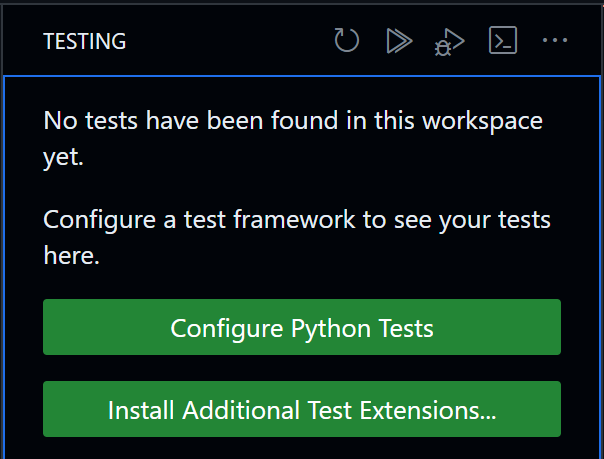 TESTING
No tests have been found in this workspace
yet.
Configure a test framework to see your tests
here.
Configure Python Tests
Install Additional Test Extensions...